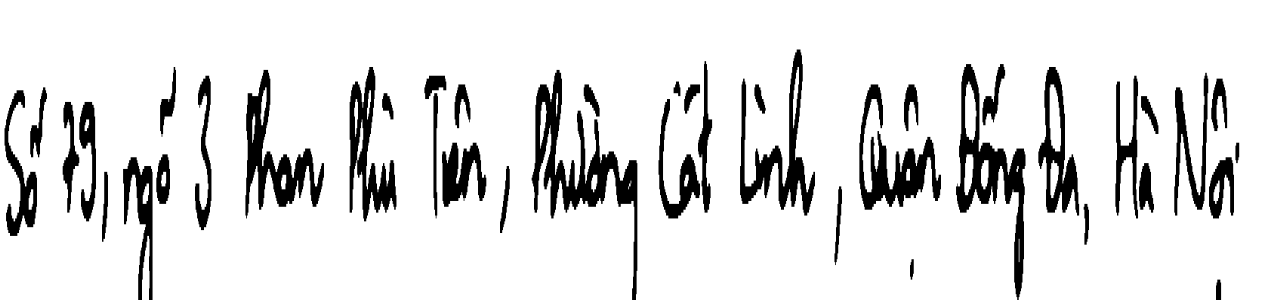 Số 79, ngõ 3 Phan Phù Tiên, Phường Cát Linh, Quận Đống Đa, Hà Nội